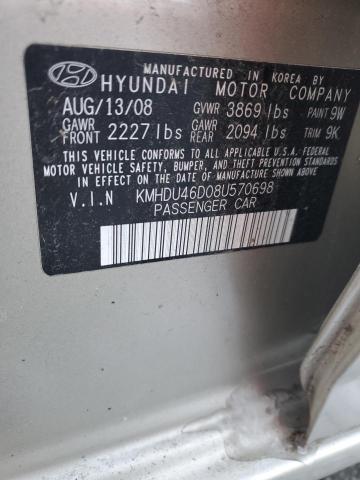 MANUFACTURED IN KOREA BY
HYUNDAI MOTOR COMPANY
AUG/13/08 GVWR 3869 lbs PAINT 9W
GAWR FRONT 2227 lbs GAWR REAR 2094 lbs TRIM 9K
THIS VEHICLE CONFORMS TO ALL APPLICABLE U.S.A. FEDERAL
MOTOR VEHICLE SAFETY, BUMPER, AND THEFT PREVENTION STANDARDS
IN EFFECT ON THE DATE OF MANUFACTURE SHOWN ABOVE.
V.I.N KMHDU46D08U570698
PASSENGER CAR